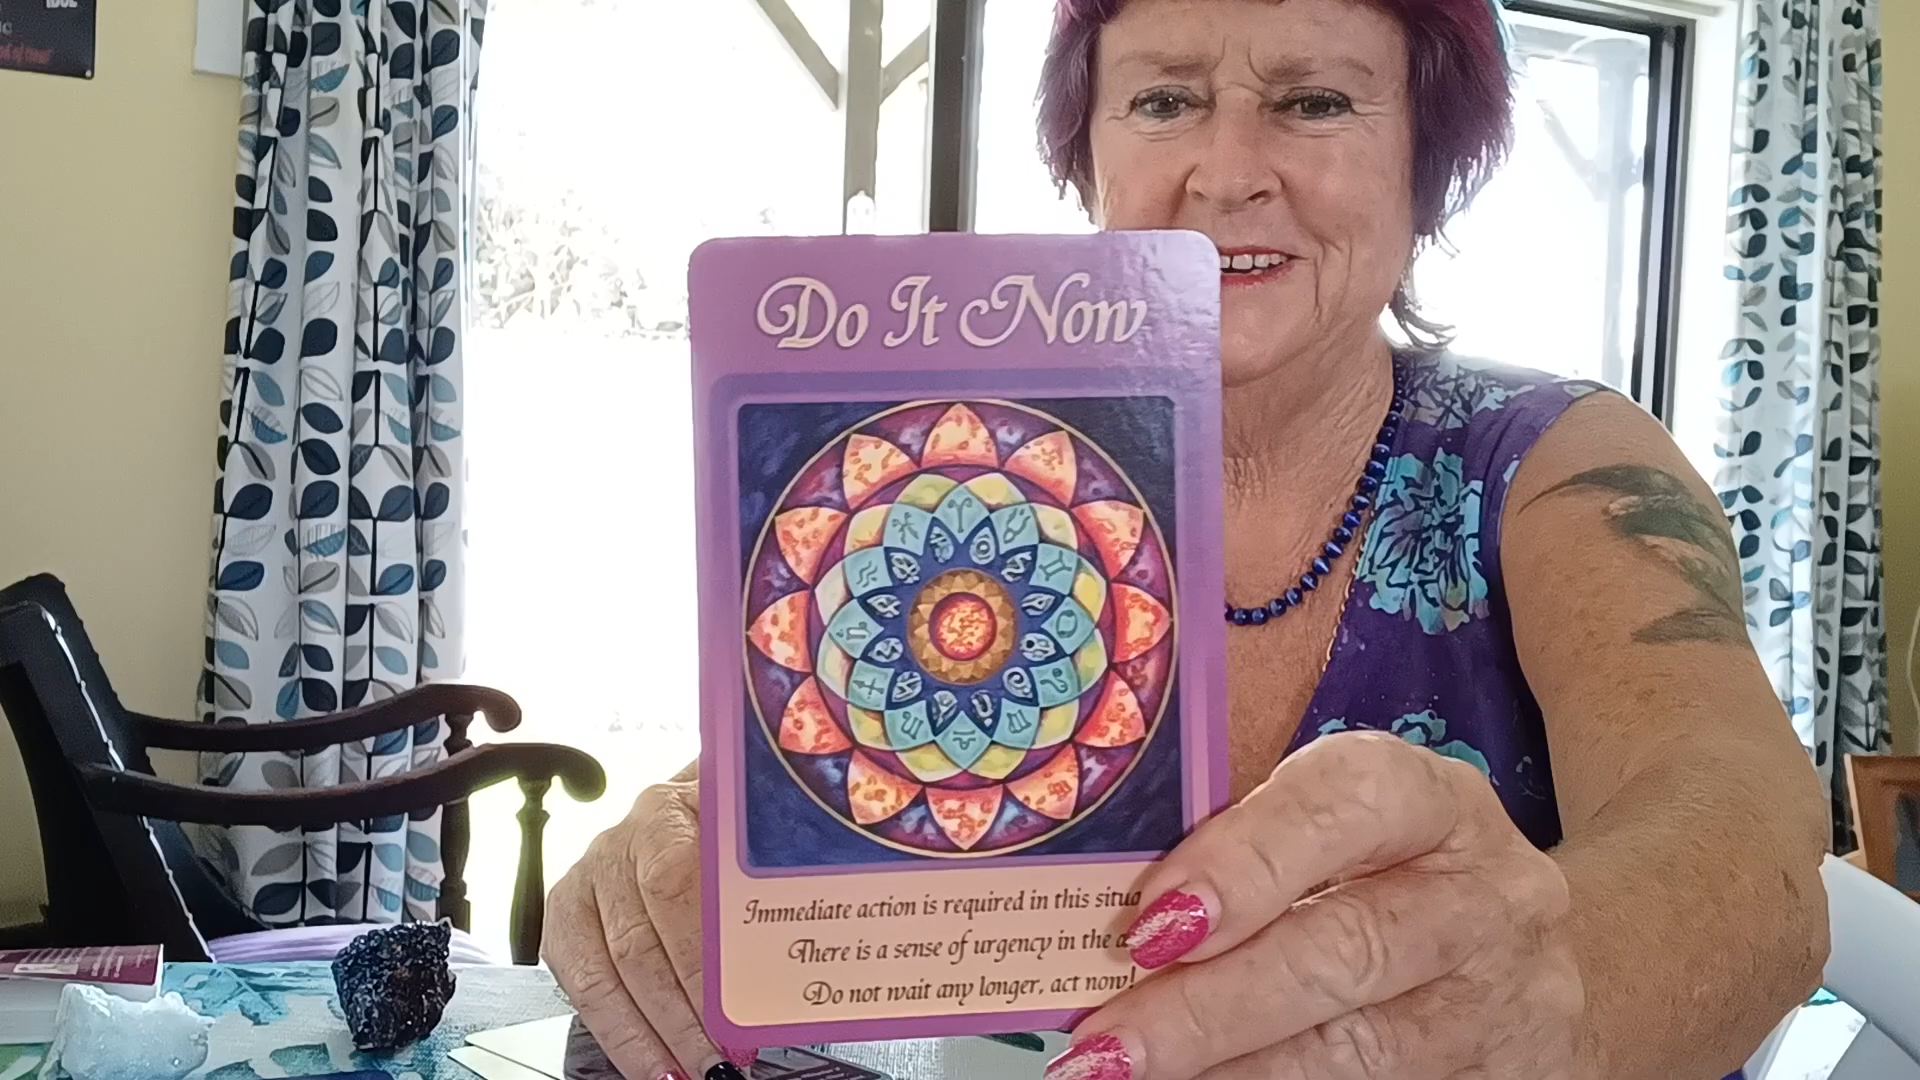 Do It Now
Immediate action is required in this
There is a sense of urgency in the
Do not wait any longer, act now!